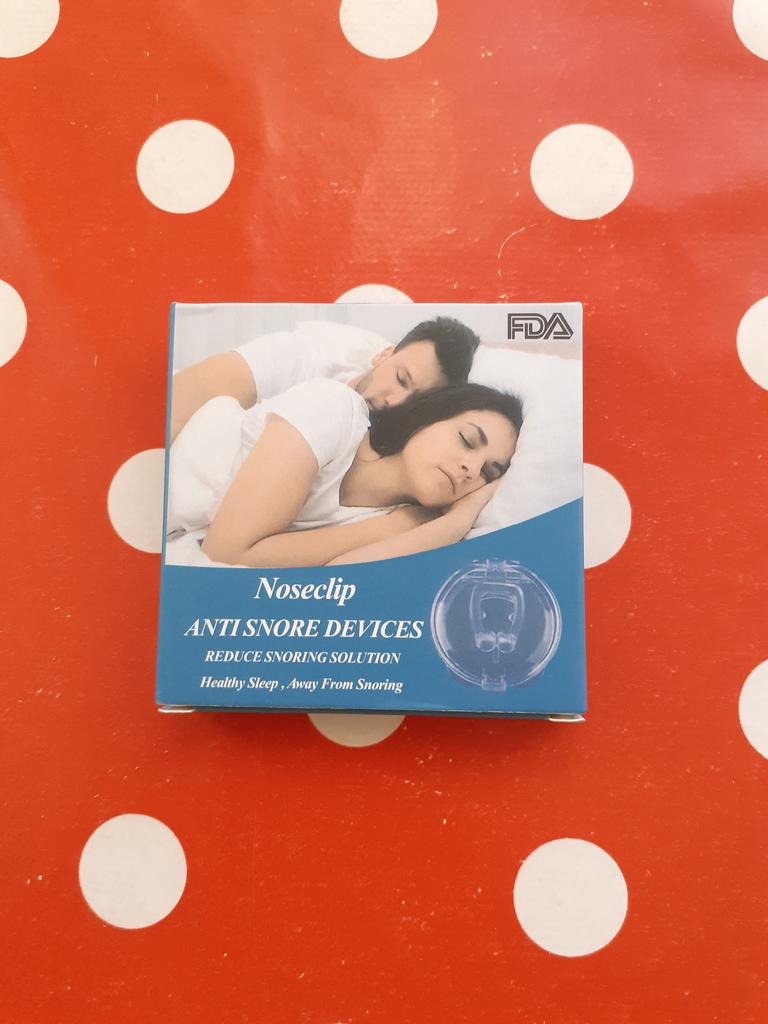 FDA
Noseclip
ANTI SNORE DEVICES
REDUCE SNORING SOLUTION
Healthy Sleep , Away From Snoring